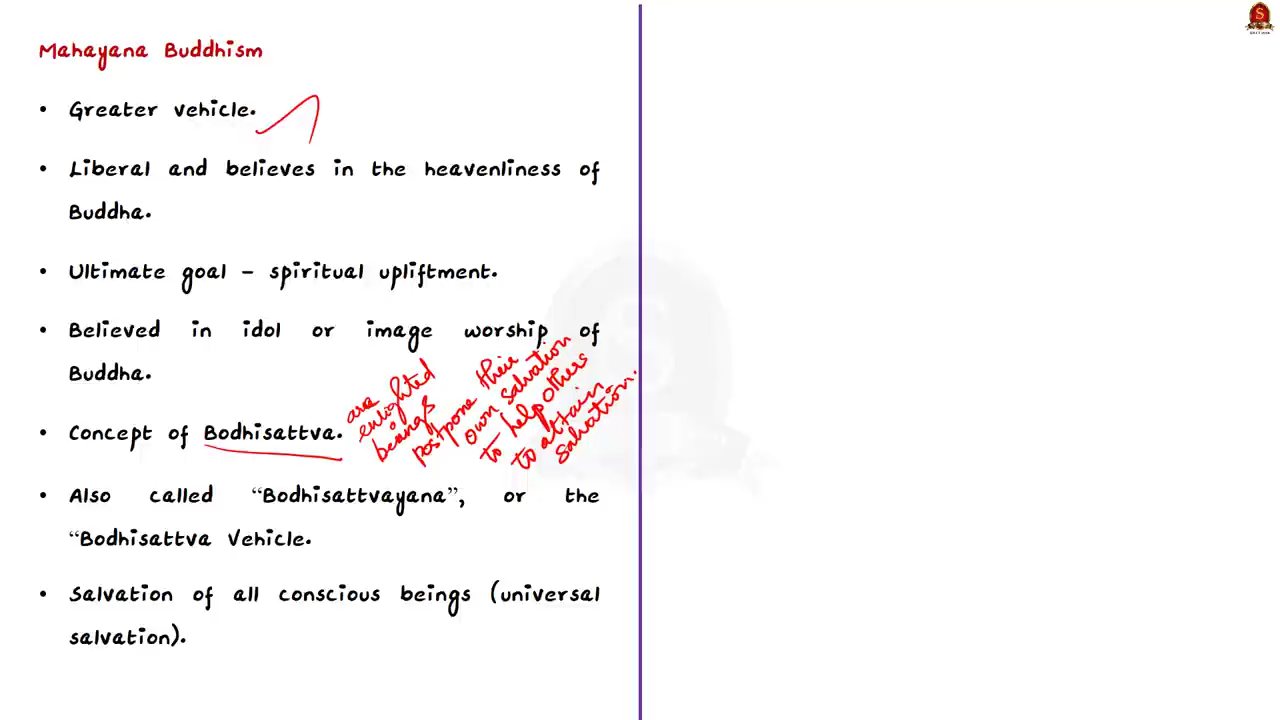 Mahayana Buddhism
• Greater vehicle.
• Liberal and believes in the heavenliness of
Buddha.
• Ultimate goal – spiritual upliftment.
• Believed in idol or image worship of
Buddha.
• Concept of Bodhisattva.
are
enlighted
beings
postpone their
own salvation
to help others
to attain
salvation.
• Also called “Bodhisattvayana”, or the
“Bodhisattva Vehicle.
• Salvation of all conscious beings (universal
salvation).